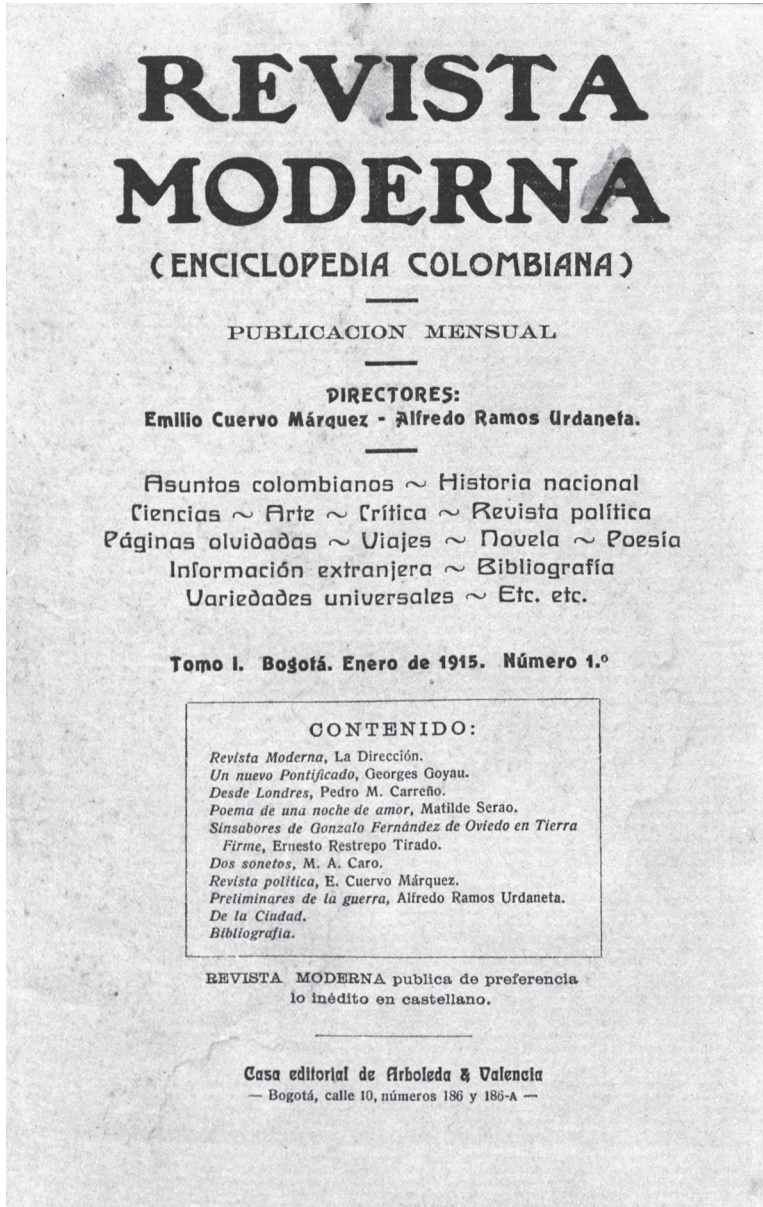 REVISTA
MODERNA
(ENCICLOPEDIA COLOMBIANA)
PUBLICACION MENSUAL
DIRECTORES:
Emilio Cuervo Márquez - Alfredo Ramos Urdaneta.
Asuntos colombianos ~ Historia nacional
Ciencias ~ Arte ~ Crítica ~ Revista política
Páginas olvidadas ~ Viajes ~ Novela ~ Poesía
Información extranjera ~ Bibliografía
Variedades universales ~ Etc. etc.
Tomo I. Bogotá. Enero de 1915. Número 1.º
CONTENIDO:
Revista Moderna, La Dirección.
Un nuevo Pontificado, Georges Goyau.
Desde Londres, Pedro M. Carreño.
Poema de una noche de amor, Matilde Serao.
Sinsabores de Gonzalo Fernández de Oviedo en Tierra
Firme, Ernesto Restrepo Tirado.
Dos sonetos, M. A. Caro.
Revista politica, E. Cuervo Márquez.
Preliminares de la guerra, Alfredo Ramos Urdaneta.
De la Ciudad.
Bibliografia.
REVISTA MODERNA publica de preferencia
lo inédito en castellano.
Casa editorial de Arboleda & Valencia
— Bogotá, calle 10, números 186 y 186-A —